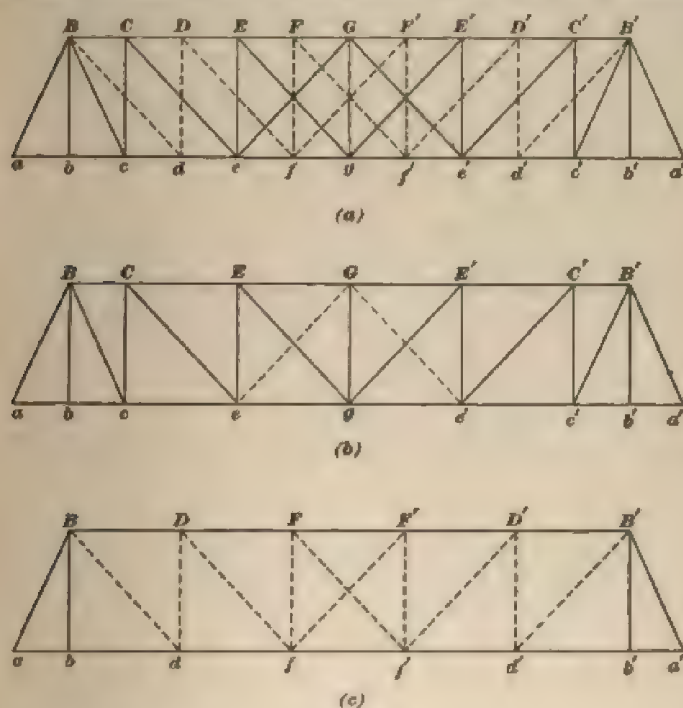 B C D E F G F' E' D' C' B'
a b c d e f g f' e' d' c' b' a'
(a)
B C E G E' C' B'
a b c e g e' c' b' a'
(b)
B D F F' D' B'
a b d f f' d' b' a'
(c)